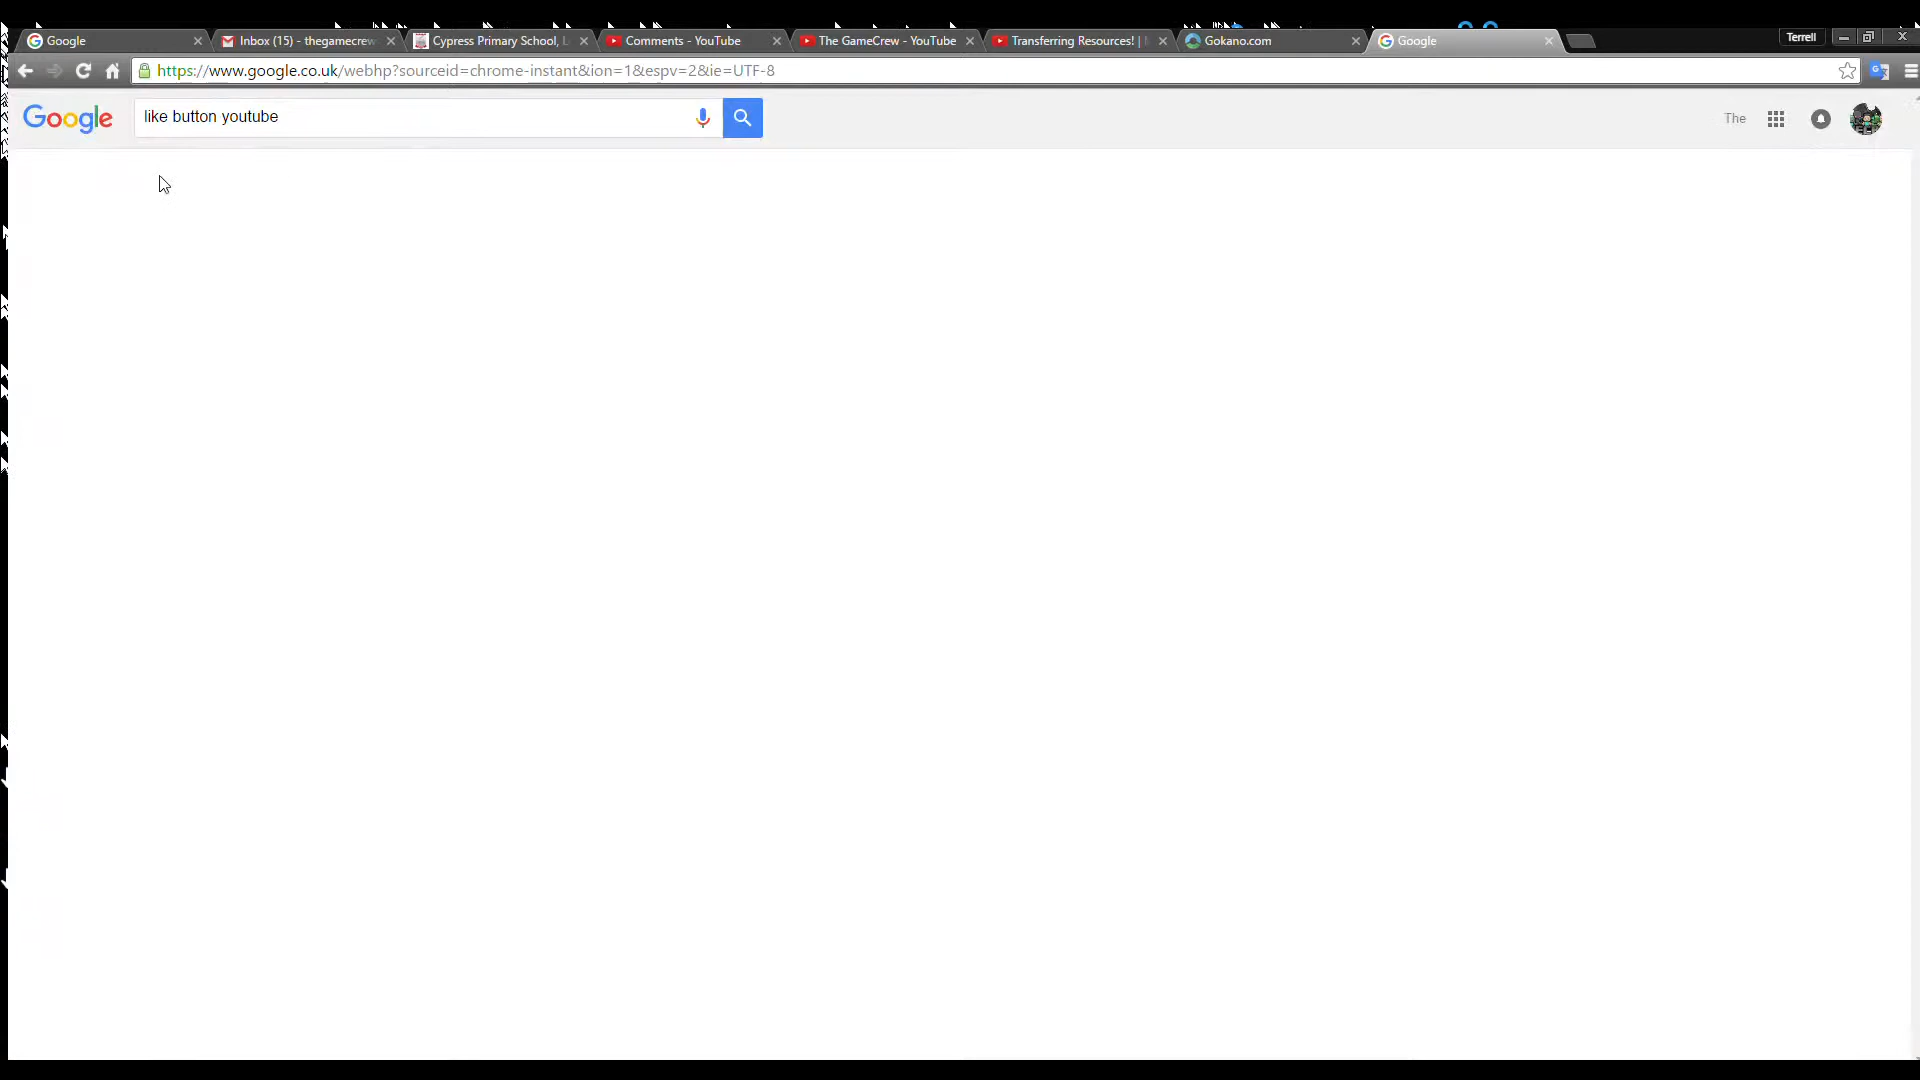 Google
Inbox (15) - thegamecrew
Cypress Primary School, L
Comments - YouTube
The GameCrew - YouTube
Transferring Resources! |
Gokano.com
Google
Terrell
https://www.google.co.uk/webhp?sourceid=chrome-instant&ion=1&espv=2&ie=UTF-8
Google
like button youtube
The